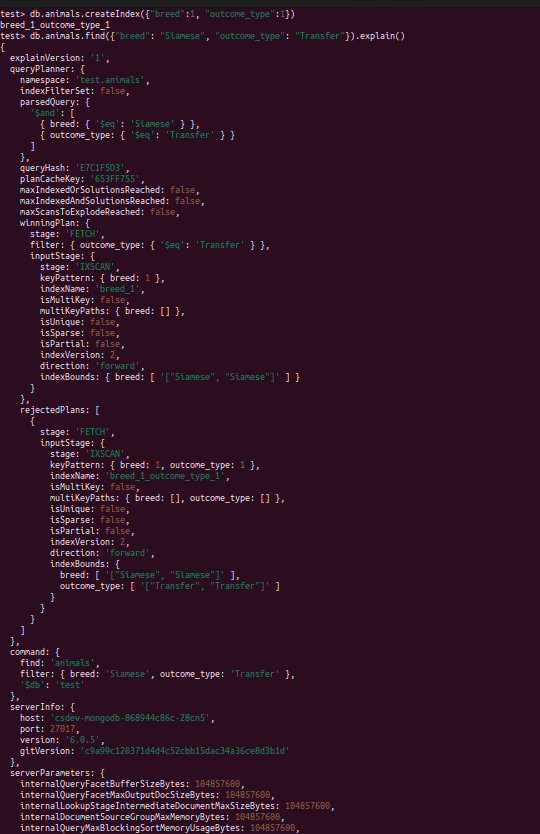 test> db.animals.createIndex({"breed":1, "outcome_type":1})
breed_1_outcome_type_1
test> db.animals.find({"breed": "Siamese", "outcome_type": "Transfer"}).explain()
{
  explainVersion: '1',
  queryPlanner: {
    namespace: 'test.animals',
    indexFilterSet: false,
    parsedQuery: {
      '$and': [
        { breed: { '$eq': 'Siamese' } },
        { outcome_type: { '$eq': 'Transfer' } }
      ]
    },
    queryHash: 'E7C1F5D3',
    planCacheKey: '653FF755',
    maxIndexedOrSolutionsReached: false,
    maxIndexedAndSolutionsReached: false,
    maxScansToExplodeReached: false,
    winningPlan: {
      stage: 'FETCH',
      filter: { outcome_type: { '$eq': 'Transfer' } },
      inputStage: {
        stage: 'IXSCAN',
        keyPattern: { breed: 1 },
        indexName: 'breed_1',
        isMultiKey: false,
        multiKeyPaths: { breed: [] },
        isUnique: false,
        isSparse: false,
        isPartial: false,
        indexVersion: 2,
        direction: 'forward',
        indexBounds: { breed: [ '["Siamese", "Siamese"]' ] }
      }
    },
    rejectedPlans: [
      {
        stage: 'FETCH',
        inputStage: {
          stage: 'IXSCAN',
          keyPattern: { breed: 1, outcome_type: 1 },
          indexName: 'breed_1_outcome_type_1',
          isMultiKey: false,
          multiKeyPaths: { breed: [], outcome_type: [] },
          isUnique: false,
          isSparse: false,
          isPartial: false,
          indexVersion: 2,
          direction: 'forward',
          indexBounds: {
            breed: [ '["Siamese", "Siamese"]' ],
            outcome_type: [ '["Transfer", "Transfer"]' ]
          }
        }
      }
    ]
  },
  command: {
    find: 'animals',
    filter: { breed: 'Siamese', outcome_type: 'Transfer' },
    '$db': 'test'
  },
  serverInfo: {
    host: 'csdev-mongodb-868944c86c-28cn5',
    port: 27017,
    version: '6.0.5',
    gitVersion: 'c9a99c120371d4d4c52cbb15dac34a36ce8d3b1d'
  },
  serverParameters: {
    internalQueryFacetBufferSizeBytes: 104857600,
    internalQueryFacetMaxOutputDocSizeBytes: 104857600,
    internalLookupStageIntermediateDocumentMaxSizeBytes: 104857600,
    internalDocumentSourceGroupMaxMemoryBytes: 104857600,
    internalQueryMaxBlockingSortMemoryUsageBytes: 104857600,